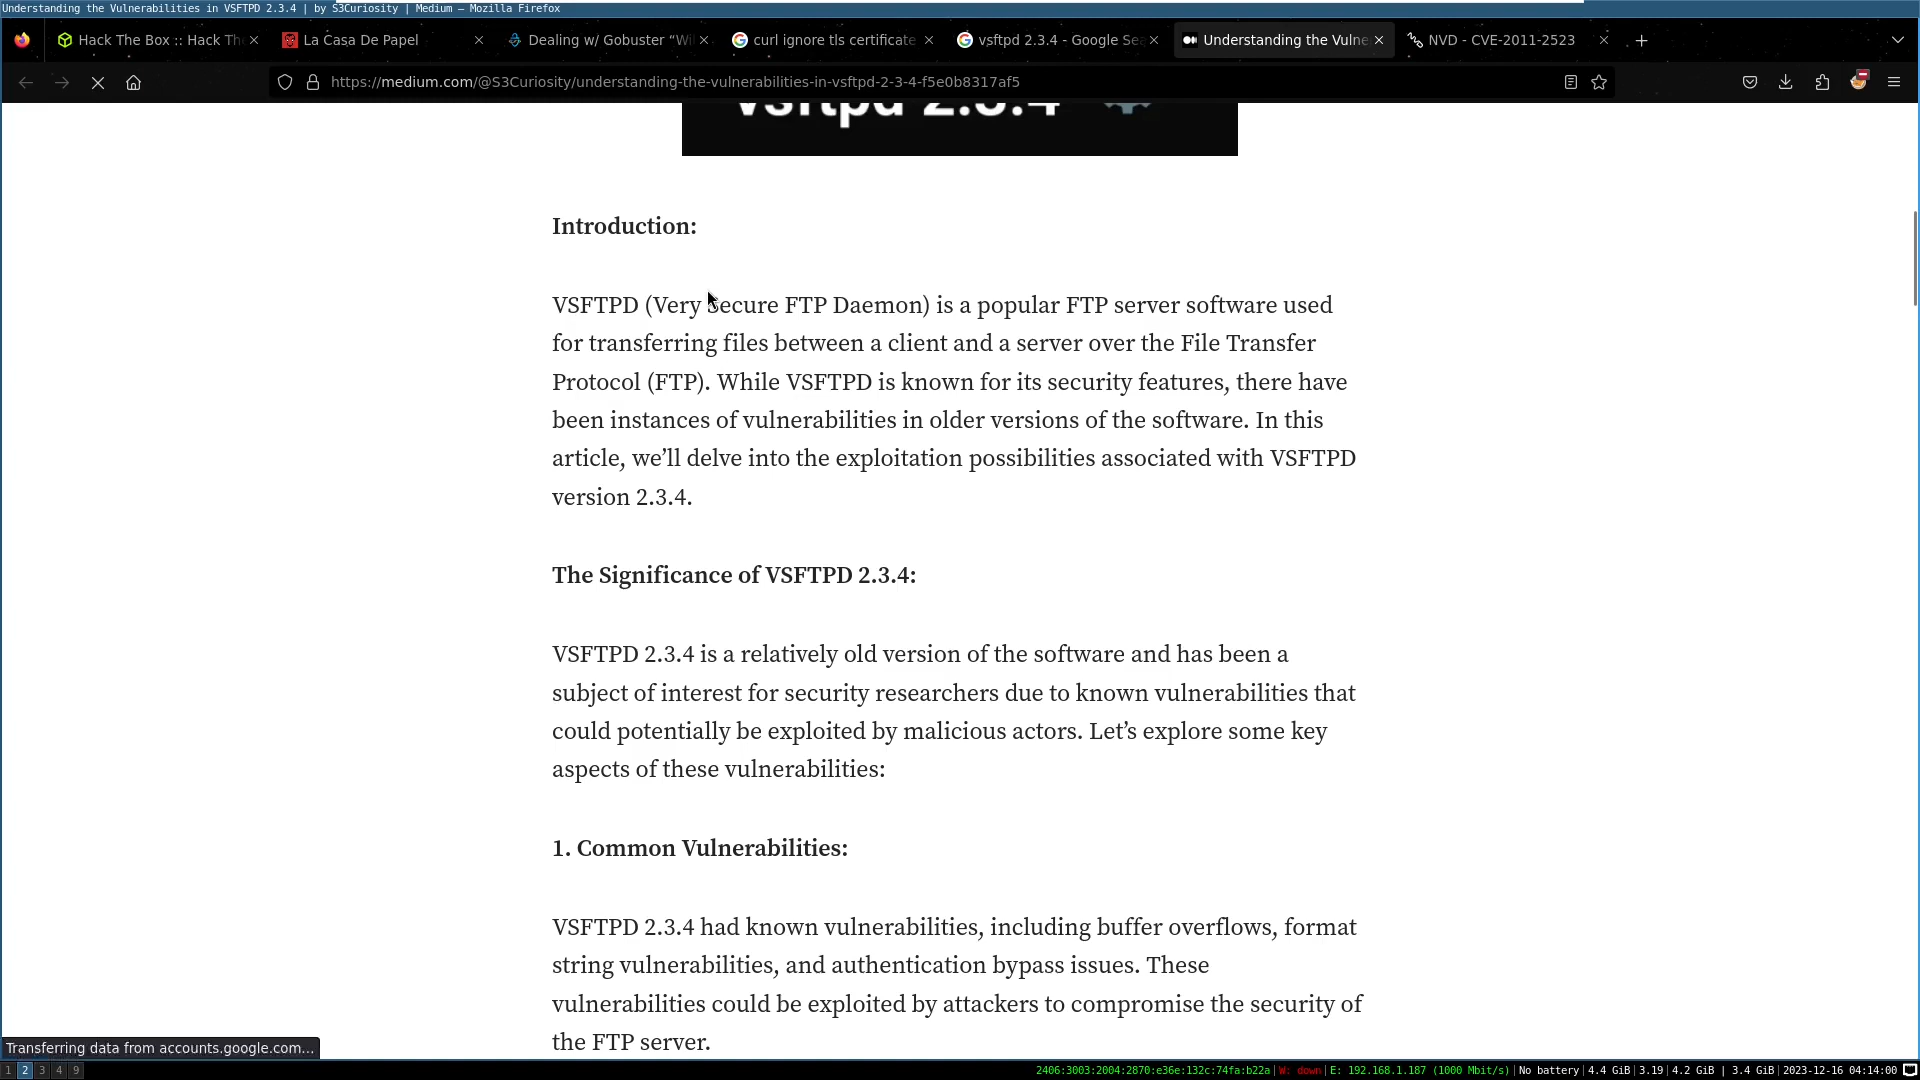 Understanding the Vulnerabilities in VSFTPD 2.3.4 | by S3Curiosity | Medium — Mozilla Firefox
Hack The Box :: Hack Th
La Casa De Papel
Dealing w/ Gobuster “Wil
curl ignore tls certificate
vsftpd 2.3.4 - Google Sea
Understanding the Vulne
NVD - CVE-2011-2523
https://medium.com/@S3Curiosity/understanding-the-vulnerabilities-in-vsftpd-2-3-4-f5e0b8317af5
vsftpd 2.3.4
Introduction:
VSFTPD (Very Secure FTP Daemon) is a popular FTP server software used
for transferring files between a client and a server over the File Transfer
Protocol (FTP). While VSFTPD is known for its security features, there have
been instances of vulnerabilities in older versions of the software. In this
article, we’ll delve into the exploitation possibilities associated with VSFTPD
version 2.3.4.
The Significance of VSFTPD 2.3.4:
VSFTPD 2.3.4 is a relatively old version of the software and has been a
subject of interest for security researchers due to known vulnerabilities that
could potentially be exploited by malicious actors. Let’s explore some key
aspects of these vulnerabilities:
1. Common Vulnerabilities:
VSFTPD 2.3.4 had known vulnerabilities, including buffer overflows, format
string vulnerabilities, and authentication bypass issues. These
vulnerabilities could be exploited by attackers to compromise the security of
the FTP server.
Transferring data from accounts.google.com...
1 2 3 4 9
2406:3003:2004:2870:e36e:132c:74fa:b22a | W: down | E: 192.168.1.187 (1000 Mbit/s) | No battery | 4.4 GiB | 3.19 | 4.2 GiB | 3.4 GiB | 2023-12-16 04:14:00